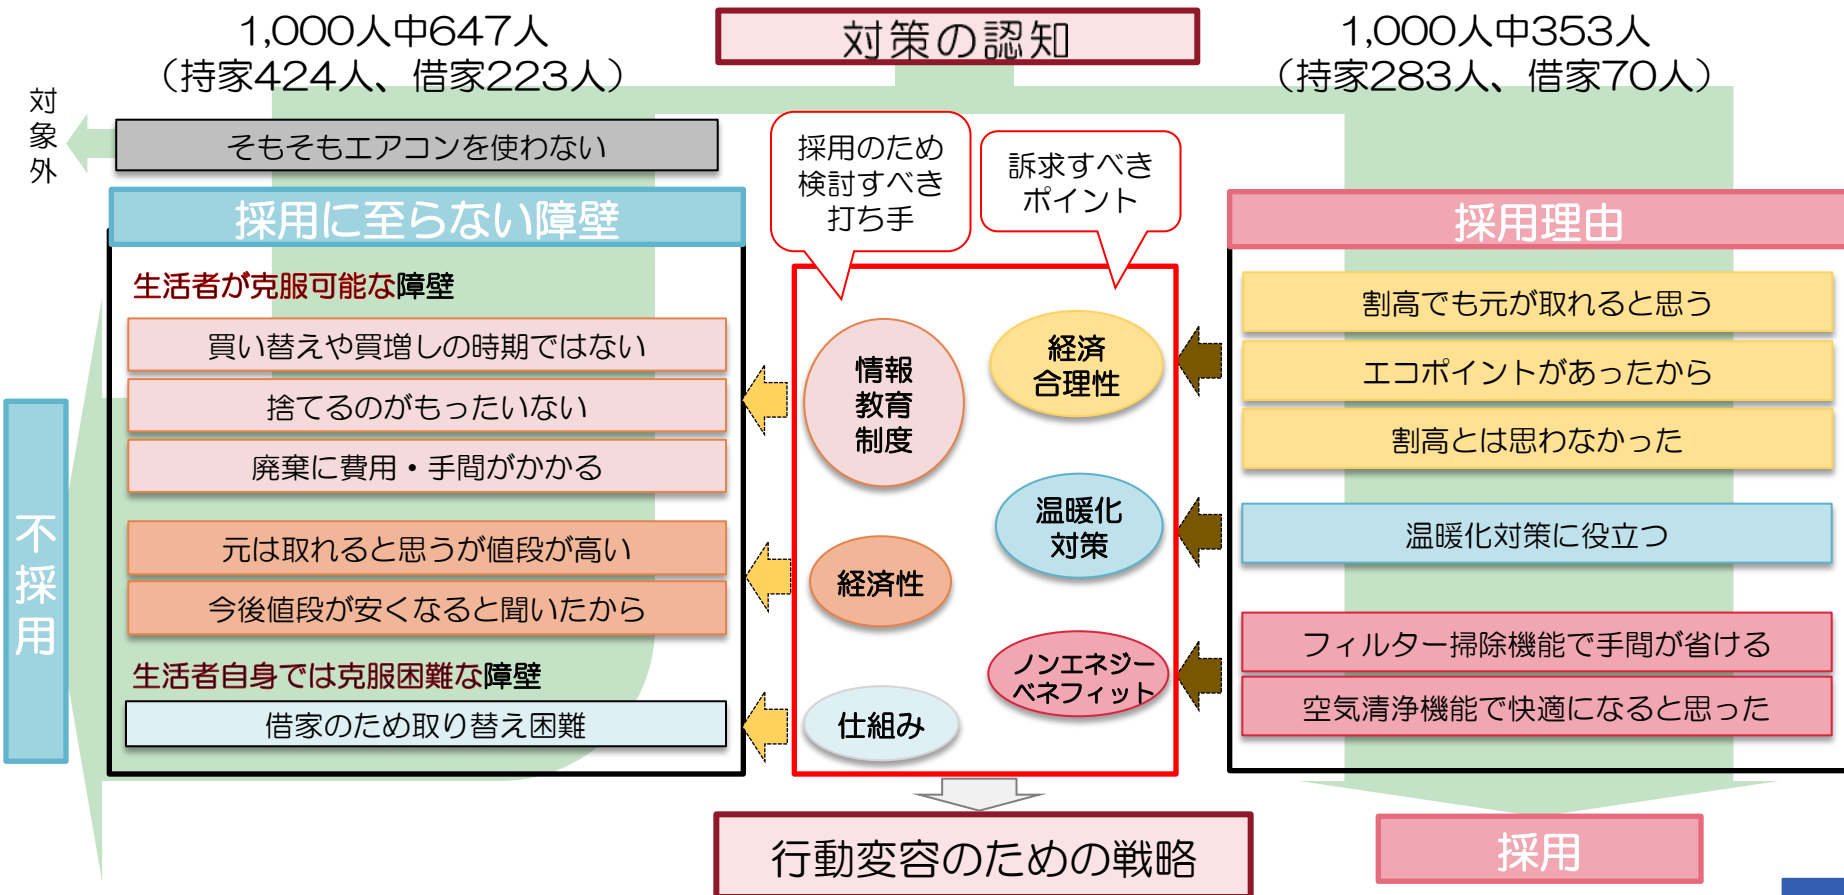 1,000人中647人
（持家424人、借家223人）
対策の認知
1,000人中353人
（持家283人、借家70人）
対象外
そもそもエアコンを使わない
採用のため
検討すべき
打ち手
訴求すべき
ポイント
採用に至らない障壁
生活者が克服可能な障壁
買い替えや買増しの時期ではない
捨てるのがもったいない
廃棄に費用・手間がかかる
元は取れると思うが値段が高い
今後値段が安くなると聞いたから
生活者自身では克服困難な障壁
借家のため取り替え困難
不採用
情報
教育
制度
経済性
仕組み
経済
合理性
温暖化
対策
ノンエネジー
ベネフィット
採用理由
割高でも元が取れると思う
エコポイントがあったから
割高とは思わなかった
温暖化対策に役立つ
フィルター掃除機能で手間が省ける
空気清浄機能で快適になると思った
行動変容のための戦略
採用